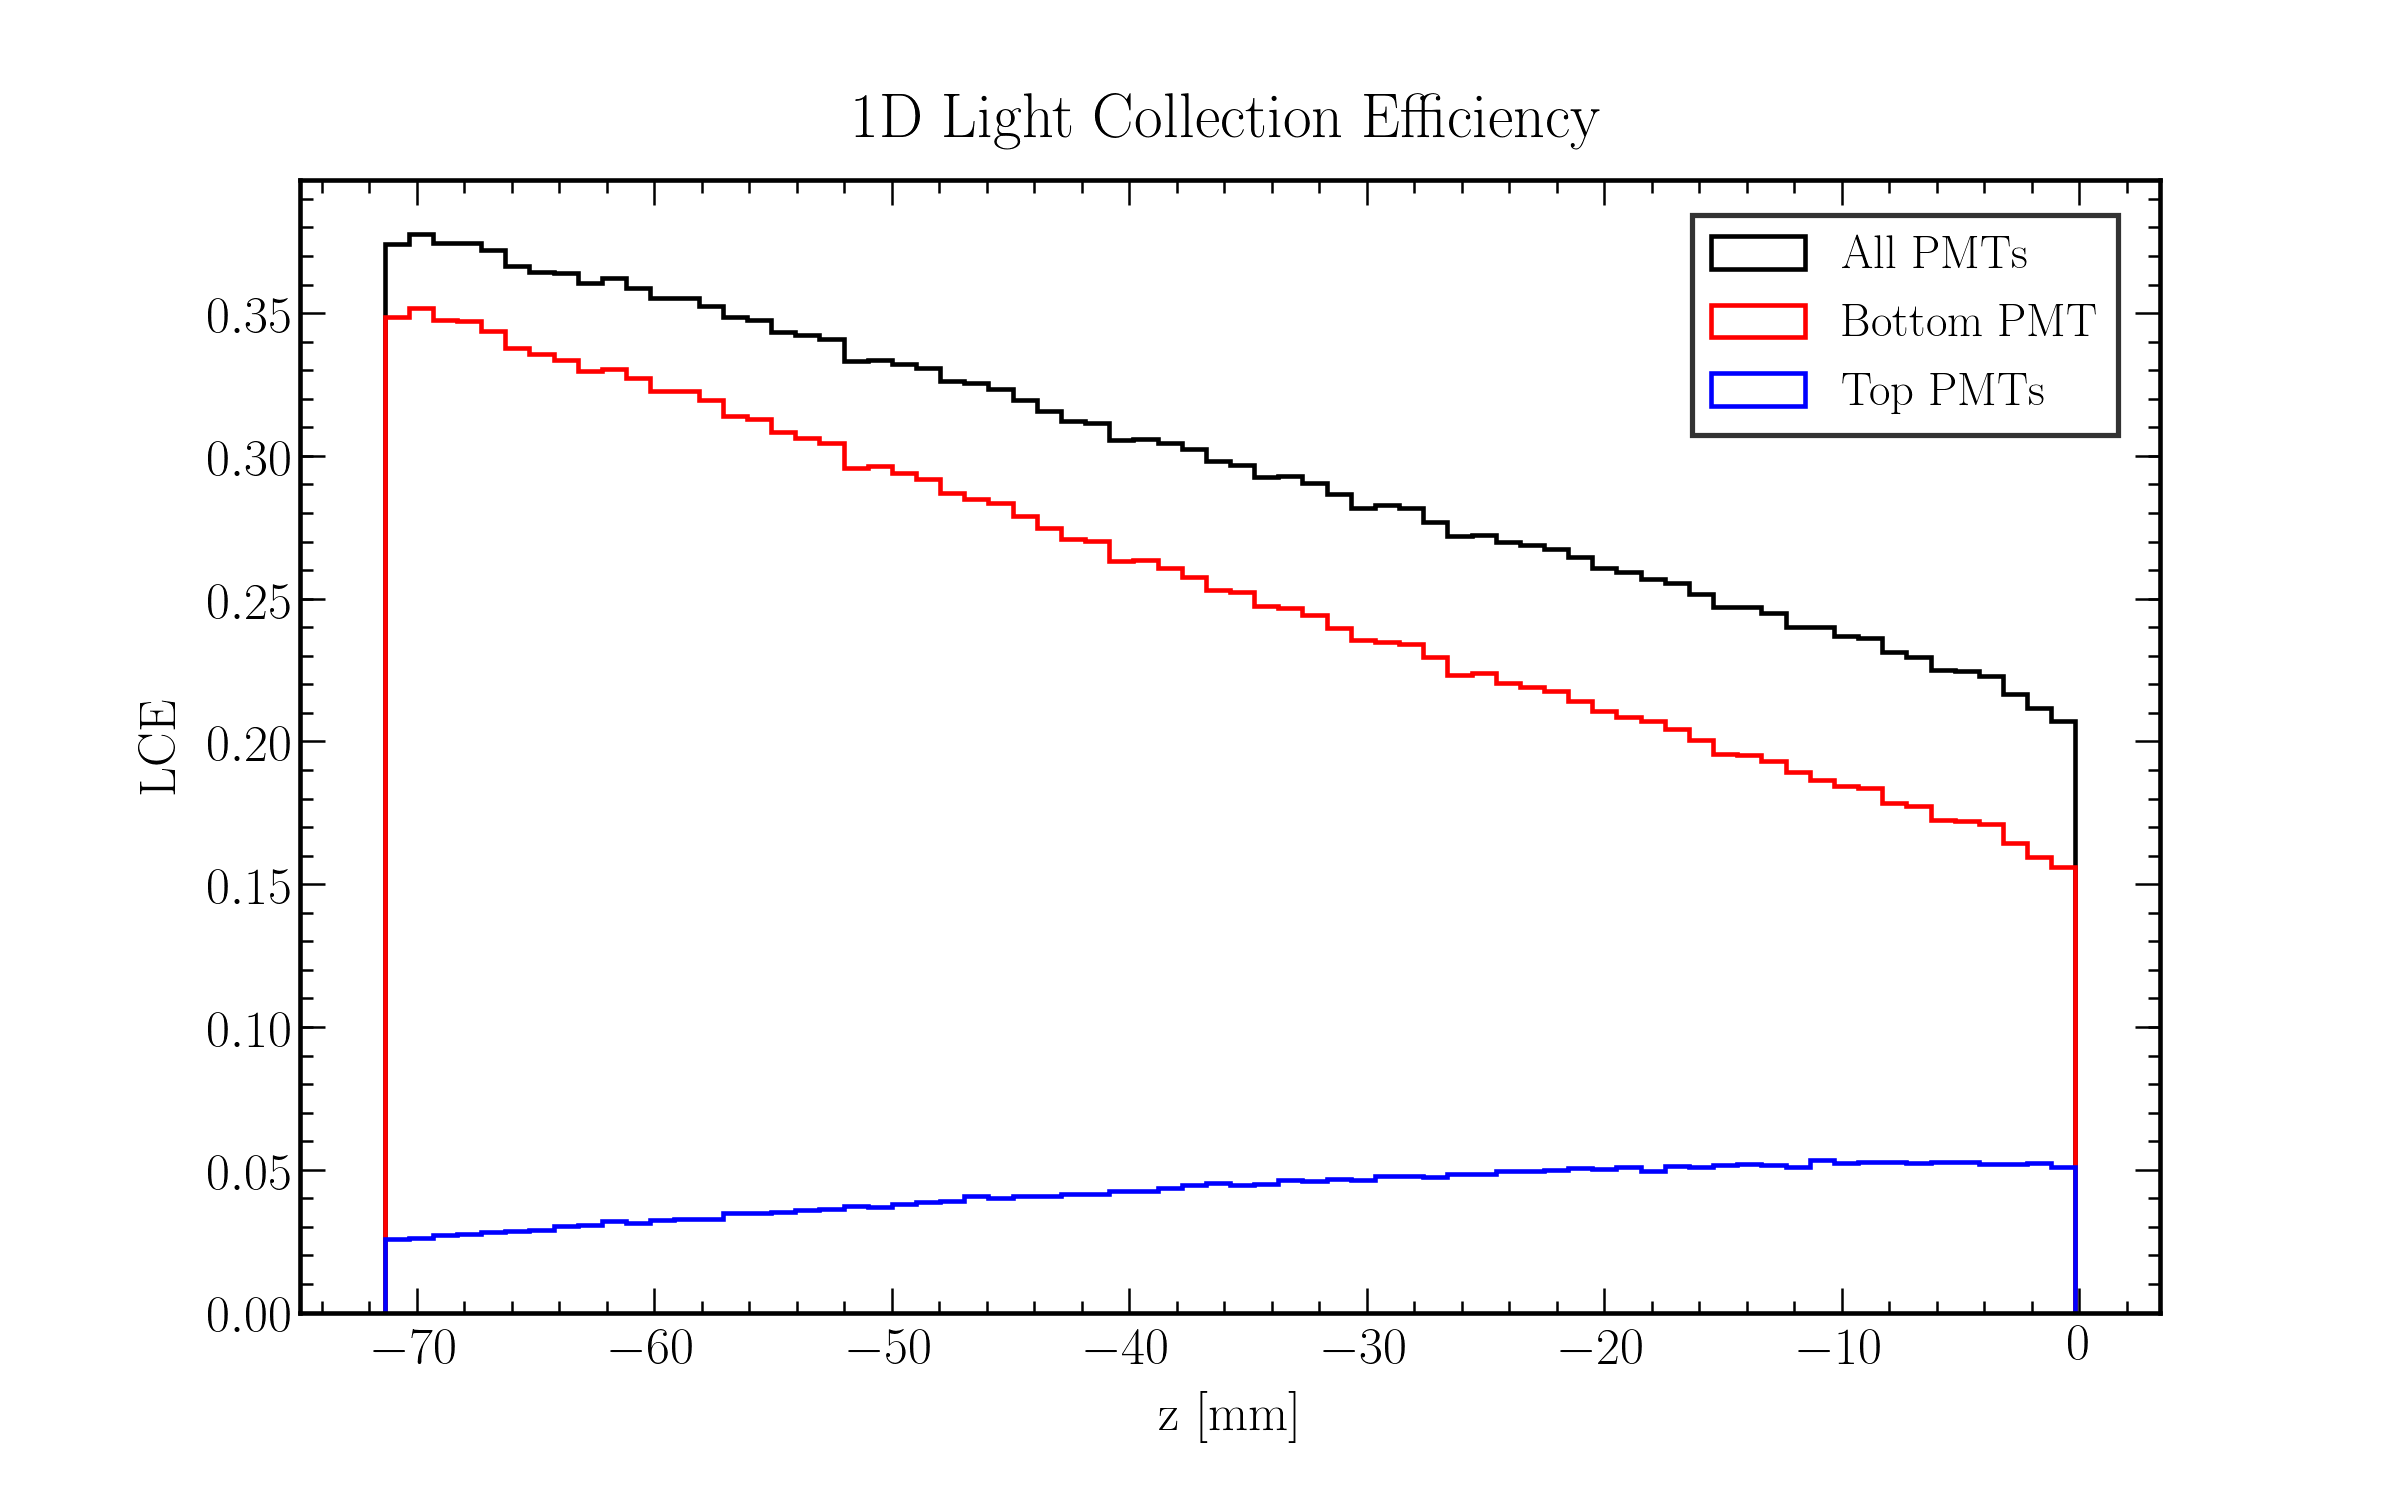 1D Light Collection Efficiency
All PMTs
Bottom PMT
Top PMTs
LCE
0.35
0.30
0.25
0.20
0.15
0.10
0.05
0.00
−70 −60 −50 −40 −30 −20 −10 0
z [mm]